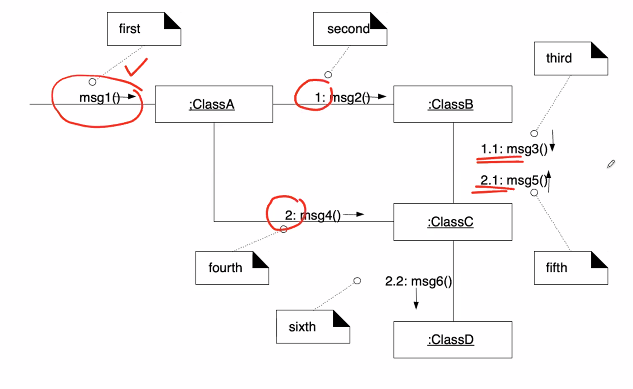 first
second
third
msg1()
:ClassA
1: msg2()
:ClassB
1.1: msg3()
2.1: msg5()
2: msg4()
:ClassC
fourth
fifth
2.2: msg6()
sixth
:ClassD